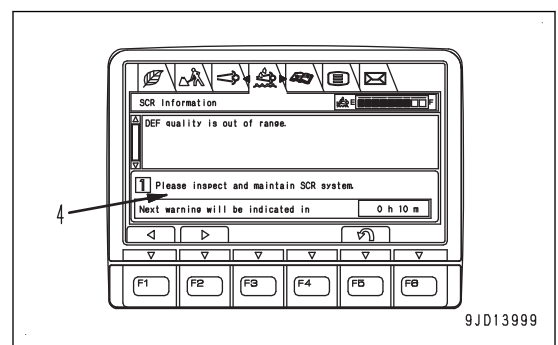 SCR Information
E F
DEF quality is out of range.
1 Please inspect and maintain SCR system.
4
Next warning will be indicated in 0 h 10 m
F1 F2 F3 F4 F5 F6
9JD13999